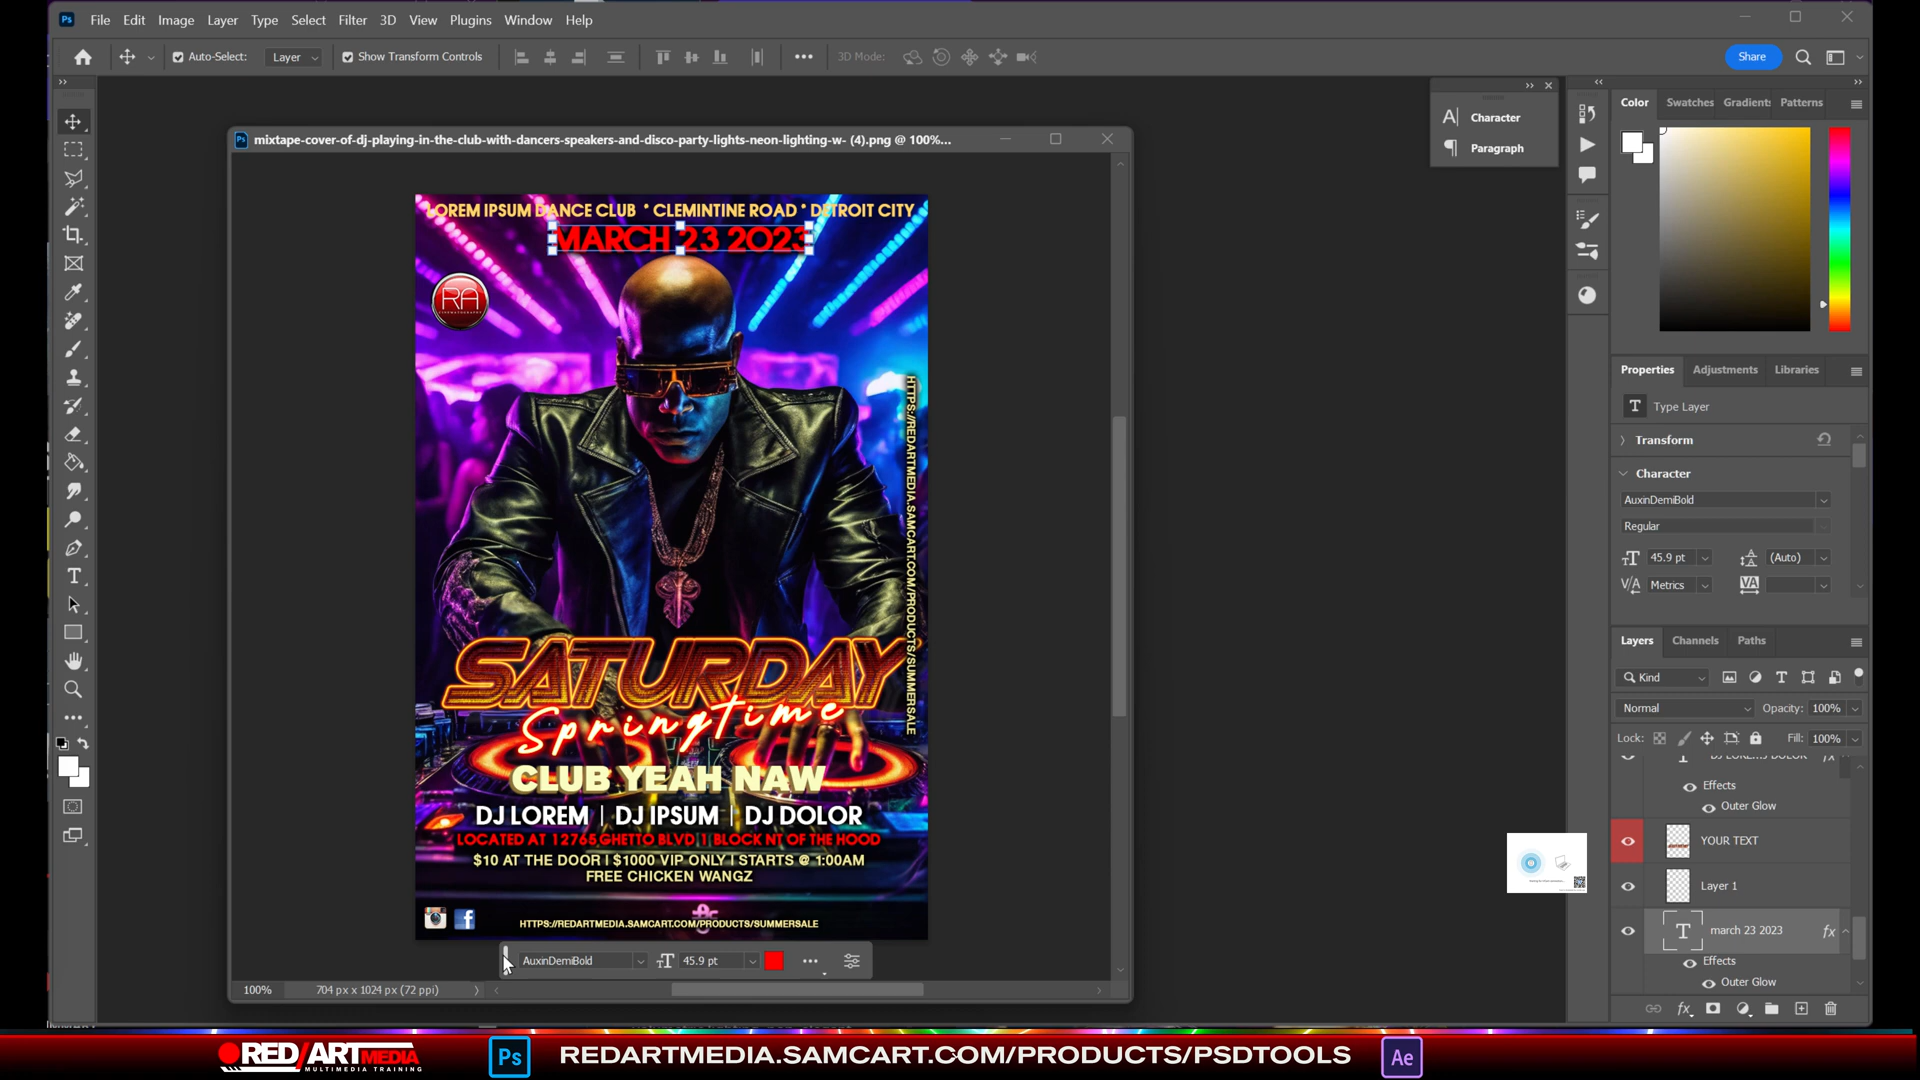 Ps File Edit Image Layer Type Select Filter 3D View Plugins Window Help
Auto-Select: Layer Show Transform Controls 3D Mode: Share
mixtape-cover-of-dj-playing-in-the-club-with-dancers-speakers-and-disco-party-lights-neon-lighting-w- (4).png @ 100%...
Character
Paragraph
Color Swatches Gradients Patterns
LOREM IPSUM DANCE CLUB * CLEMINTINE ROAD * DETROIT CITY
MARCH 23 2023
RA
HTTPS://REDARTMEDIA.SAMCART.COM/PRODUCTS/SUMMERSALE
SATURDAY
Springtime
CLUB YEAH NAW
DJ LOREM | DJ IPSUM | DJ DOLOR
LOCATED AT 12765 GHETTO BLVD 1 BLOCK NT OF THE HOOD
$10 AT THE DOOR I $1000 VIP ONLY I STARTS @ 1:00AM
FREE CHICKEN WANGZ
HTTPS://REDARTMEDIA.SAMCART.COM/PRODUCTS/SUMMERSALE
AuxinDemiBold 45.9 pt
100% 704 px x 1024 px (72 ppi)
Properties Adjustments Libraries
Type Layer
Transform
Character
AuxinDemiBold
Regular
45.9 pt (Auto)
Metrics
Layers Channels Paths
Kind
Normal Opacity: 100%
Lock: Fill: 100%
Effects
Outer Glow
YOUR TEXT
Layer 1
march 23 2023 fx
Effects
Outer Glow
RED/ARTMEDIA
MULTIMEDIA TRAINING
Ps
REDARTMEDIA.SAMCART.COM/PRODUCTS/PSDTOOLS
Ae